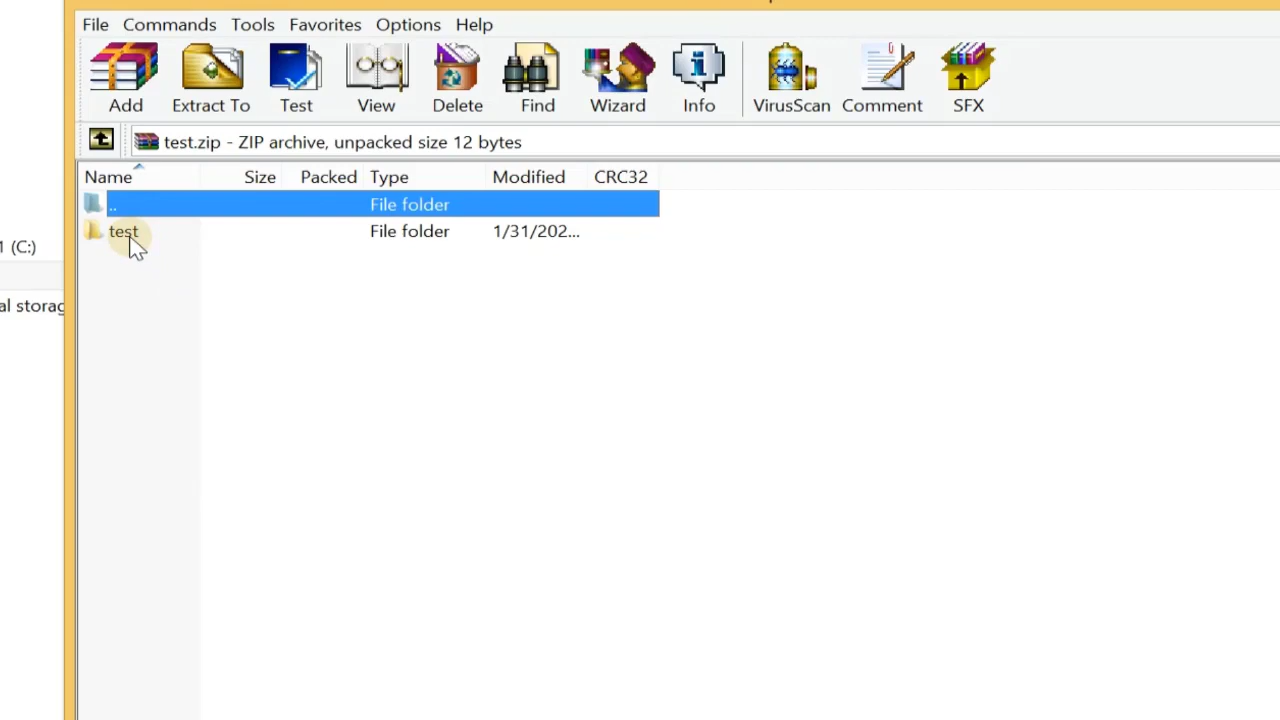 File Commands Tools Favorites Options Help
Add Extract To Test View Delete Find Wizard Info VirusScan Comment SFX
test.zip - ZIP archive, unpacked size 12 bytes
Name Size Packed Type Modified CRC32
.. File folder
test File folder 1/31/202...
1 (C:)
al storag